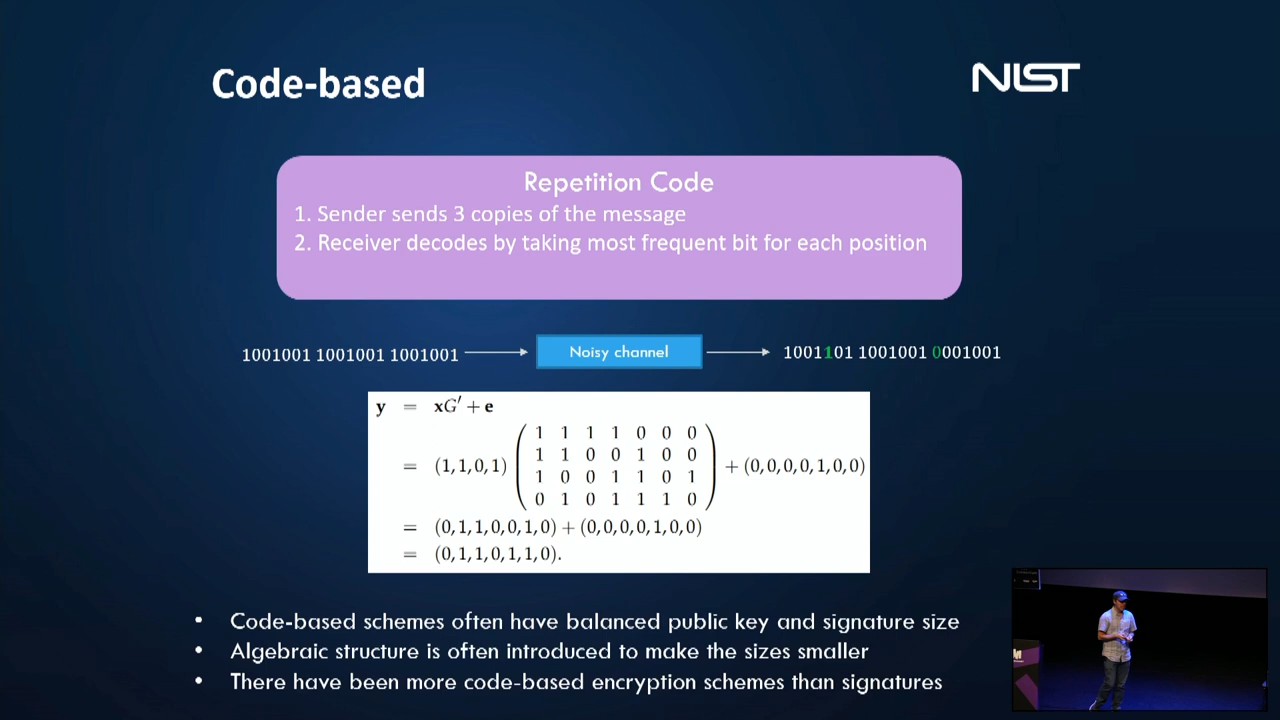 Code-based
NIST
Repetition Code
1. Sender sends 3 copies of the message
2. Receiver decodes by taking most frequent bit for each position
1001001 1001001 1001001
Noisy channel
1001101 1001001 0001001
y = xG′ + e
= (1,1,0,1) ( 1 1 1 1 0 0 0
1 1 0 0 1 0 0
1 0 0 1 1 0 1
0 1 0 1 1 1 0 ) + (0,0,0,0,1,0,0)
= (0,1,1,0,0,1,0) + (0,0,0,0,1,0,0)
= (0,1,1,0,1,1,0).
• Code-based schemes often have balanced public key and signature size
• Algebraic structure is often introduced to make the sizes smaller
• There have been more code-based encryption schemes than signatures